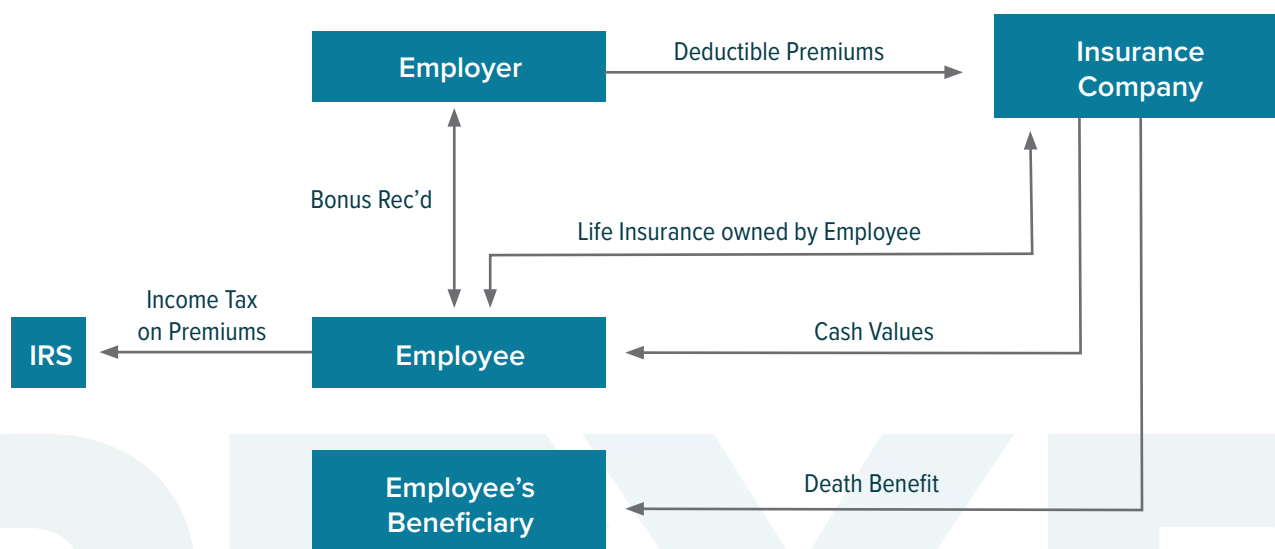 Employer
Deductible Premiums
Insurance
Company
Bonus Rec’d
Life Insurance owned by Employee
Income Tax
on Premiums
IRS
Employee
Cash Values
Employee’s
Beneficiary
Death Benefit